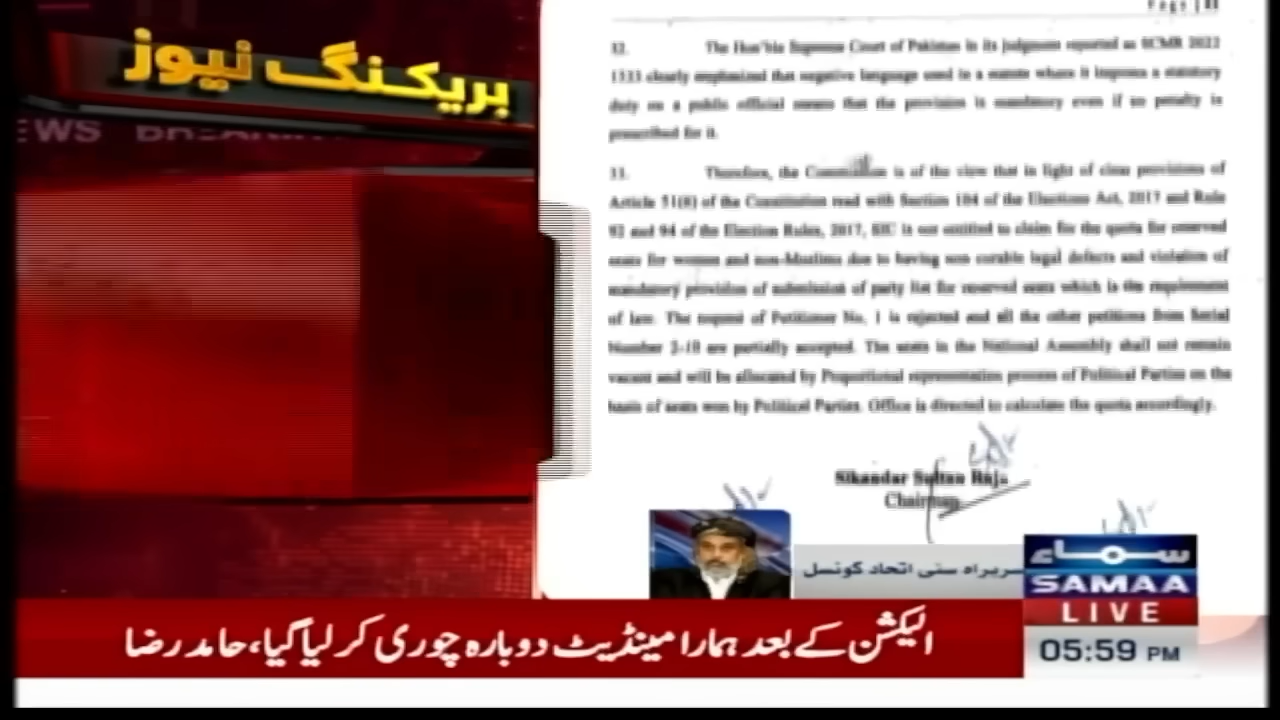 بریکنگ نیوز
EWS
Page |
32. The Hon'ble Supreme Court of Pakistan in its judgment reported as SCMR 2022
1533 clearly emphasized that negative language used in a statute where it imposes a statutory
duty on a public official means that the provision is mandatory even if no penalty is
prescribed for it.
33. Therefore, the Commission is of the view that in light of clear provisions of
Article 51(6) of the Constitution read with Section 104 of the Elections Act, 2017 and Rule
92 and 94 of the Election Rules, 2017, SIC is not entitled to claim for the quota for reserved
seats for women and non-Muslims due to having non curable legal defects and violation of
mandatory provision of submission of party list for reserved seats which is the requirement
of law. The request of Petitioner No. 1 is rejected and all the other petitions from Serial
Number 2-10 are partially accepted. The seats in the National Assembly shall not remain
vacant and will be allocated by Proportional representation process of Political Parties on the
basis of seats won by Political Parties. Office is directed to calculate the quota accordingly.
Sikandar Sultan Raja
Chairman
سربراہ سنی اتحاد کونسل
الیکشن کے بعد ہمارا مینڈیٹ دوبارہ چوری کر لیا گیا، حامد رضا
سماء
SAMAA
LIVE
05:59 PM